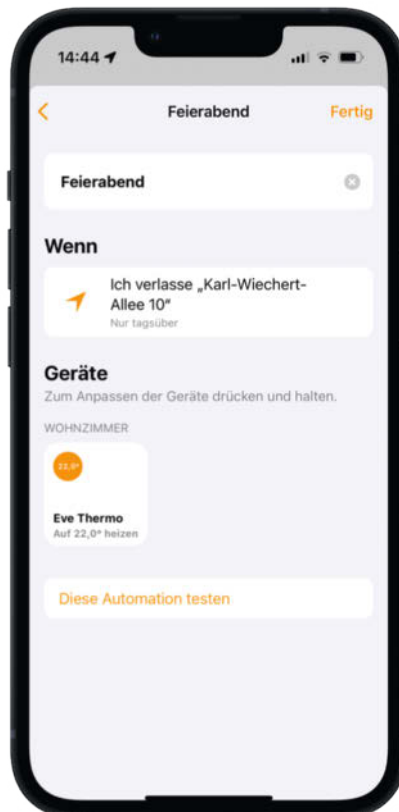 14:44
Feierabend
Fertig
Feierabend
Wenn
Ich verlasse „Karl-Wiechert-
Allee 10“
Nur tagsüber
Geräte
Zum Anpassen der Geräte drücken und halten.
WOHNZIMMER
22,0°
Eve Thermo
Auf 22,0° heizen
Diese Automation testen